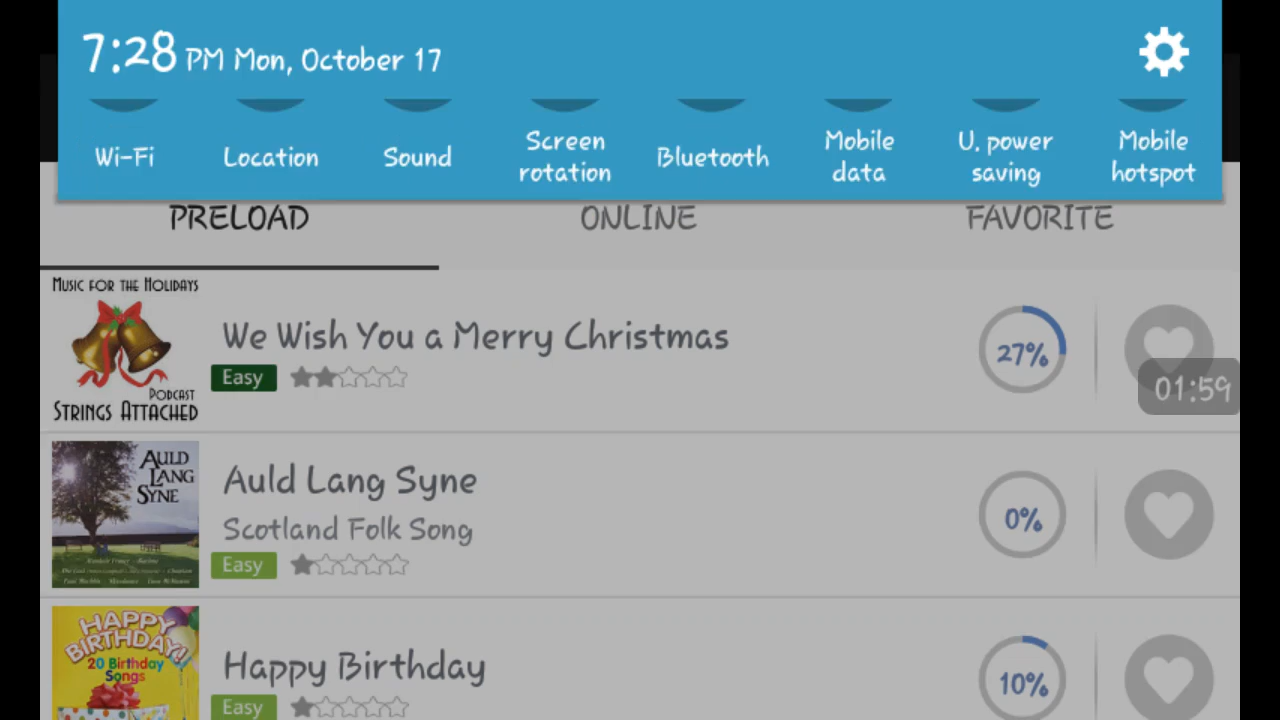 7:28 PM Mon, October 17
Wi-Fi
Location
Sound
Screen
rotation
Bluetooth
Mobile
data
U. power
saving
Mobile
hotspot
PRELOAD
ONLINE
FAVORITE
MUSIC FOR THE HOLIDAYS
PODCAST
STRINGS ATTACHED
We Wish You a Merry Christmas
Easy
27%
01:59
AULD
LANG
SYNE
Auld Lang Syne
Scotland Folk Song
Easy
0%
HAPPY
BIRTHDAY!
20 Birthday
Songs
Happy Birthday
Easy
10%